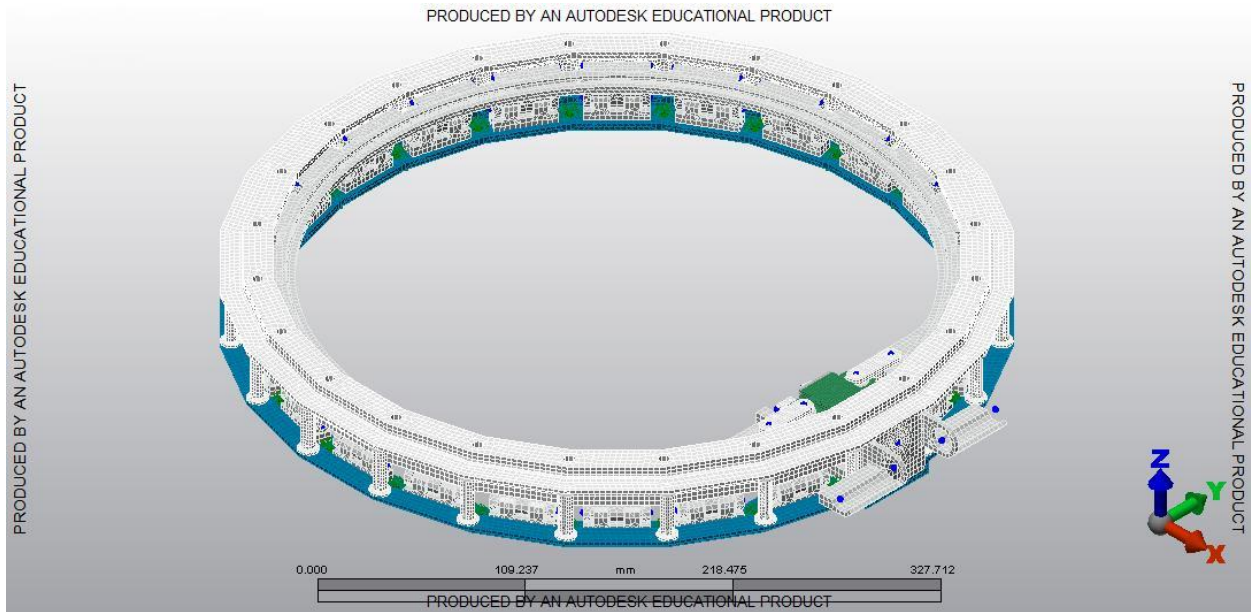 PRODUCED BY AN AUTODESK EDUCATIONAL PRODUCT
PRODUCED BY AN AUTODESK EDUCATIONAL PRODUCT
PRODUCED BY AN AUTODESK EDUCATIONAL PRODUCT
Z
Y
X
0.000 109.237 mm 218.475 327.712
PRODUCED BY AN AUTODESK EDUCATIONAL PRODUCT